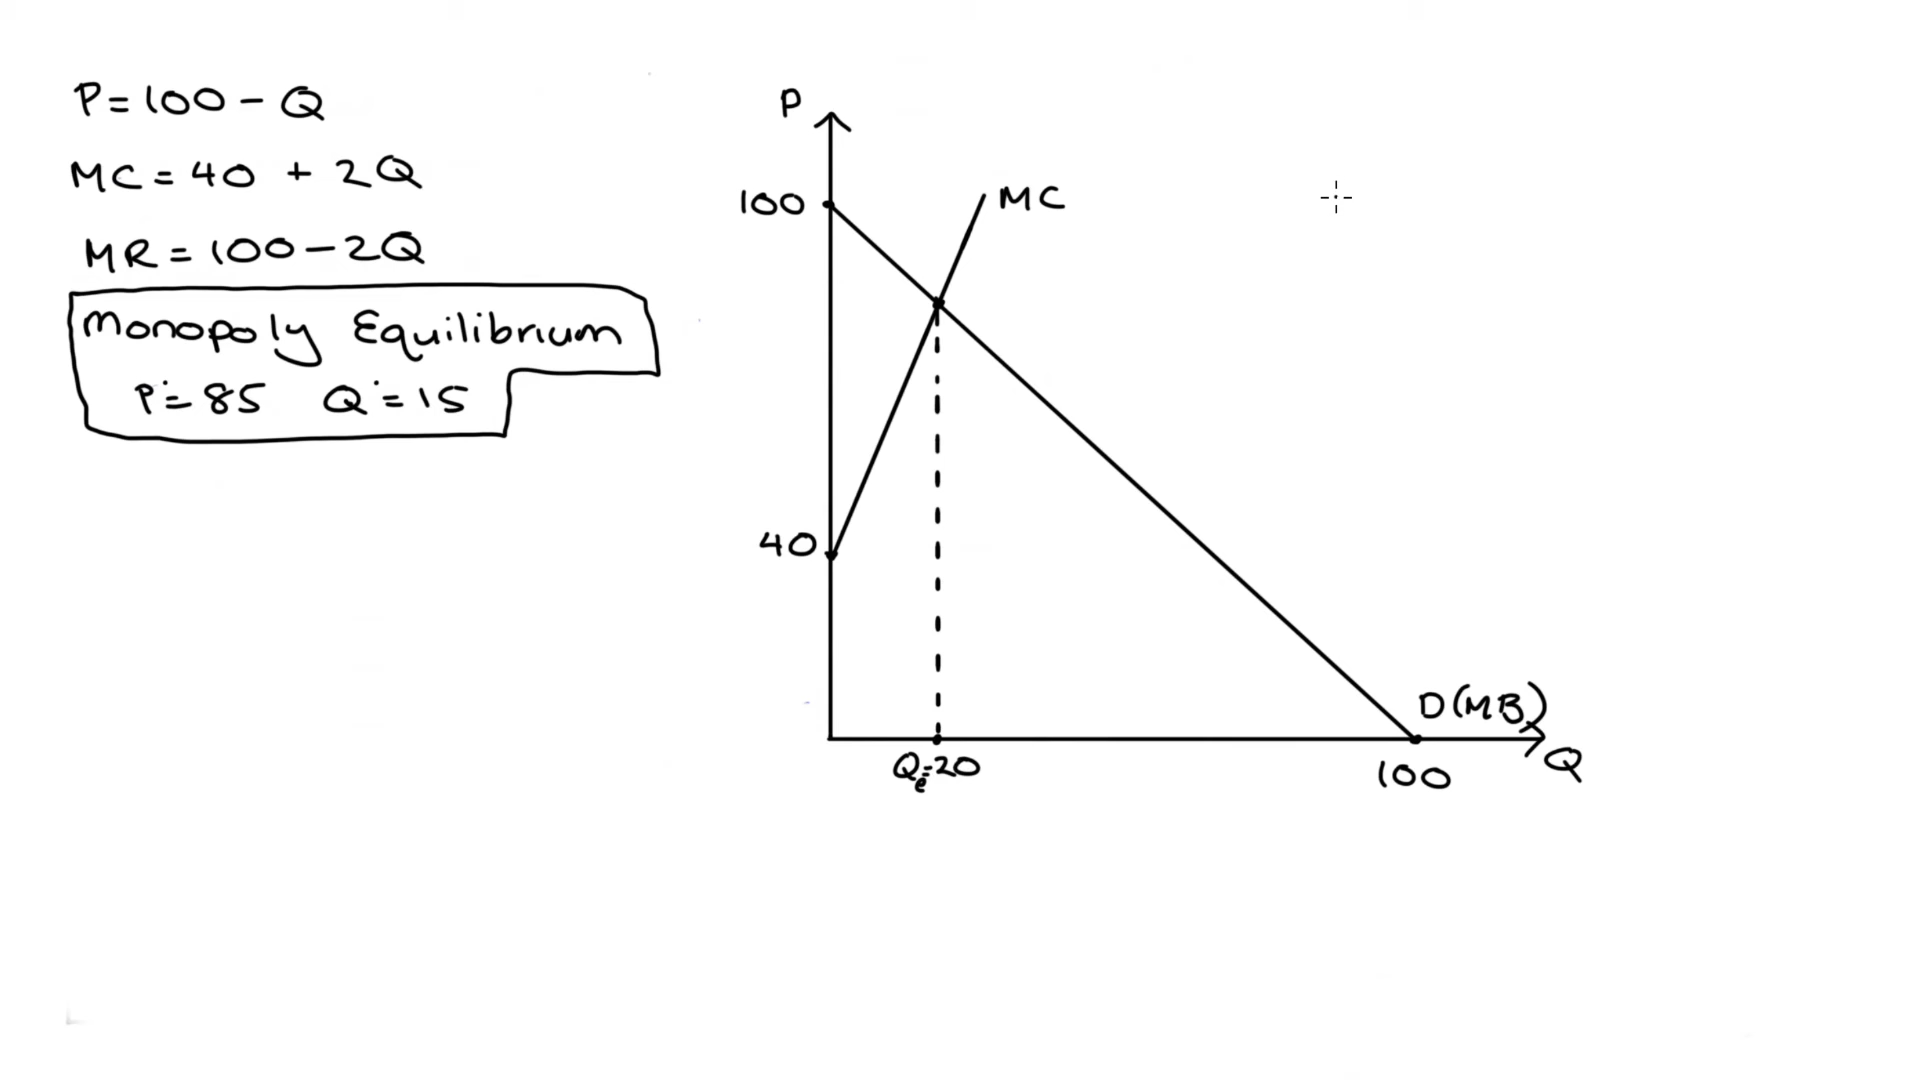 P = 100 - Q
MC = 40 + 2Q
MR = 100 - 2Q
Monopoly Equilibrium
P* = 85 Q* = 15
P
100
MC
40
D(MB)
Qe = 20
100
Q